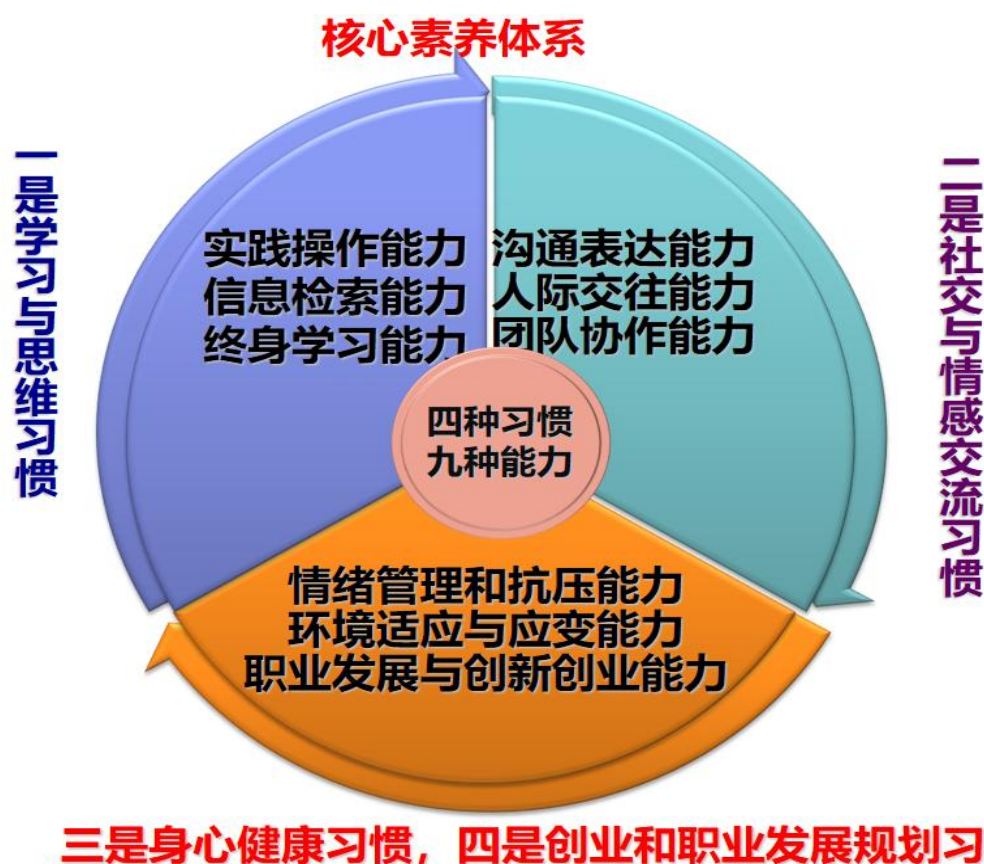 核心素养体系
一是学习与思维习惯
实践操作能力
信息检索能力
终身学习能力
沟通表达能力
人际交往能力
团队协作能力
二是社交与情感交流习惯
四种习惯
九种能力
情绪管理和抗压能力
环境适应与应变能力
职业发展与创新创业能力
三是身心健康习惯，四是创业和职业发展规划习